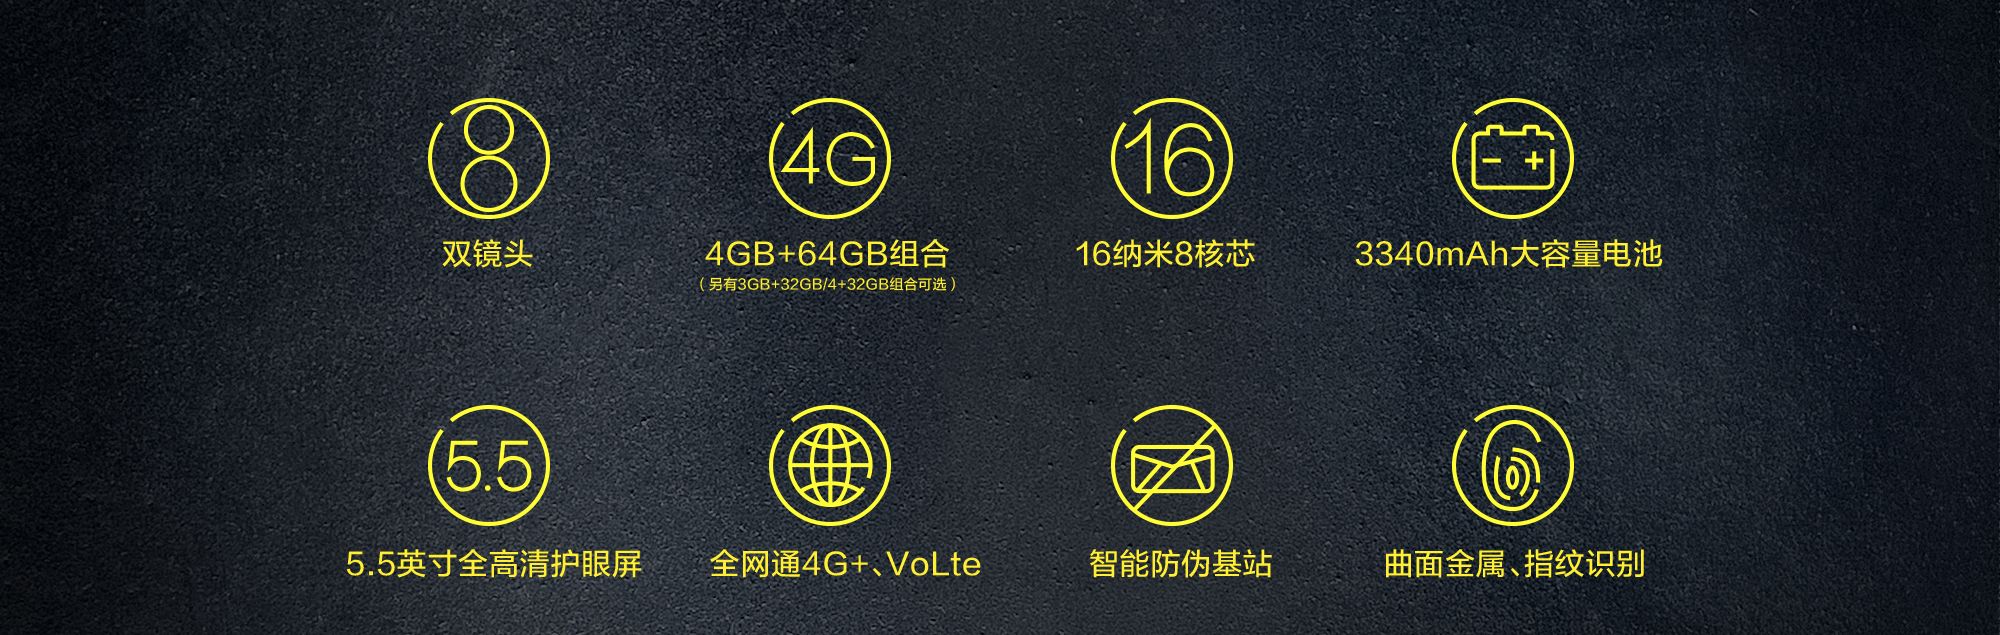 8
4G
16
双镜头
4GB+64GB组合
16纳米8核芯
3340mAh大容量电池
（另有3GB+32GB/4+32GB组合可选）
5.5
5.5英寸全高清护眼屏
全网通4G+、VoLte
智能防伪基站
曲面金属、指纹识别